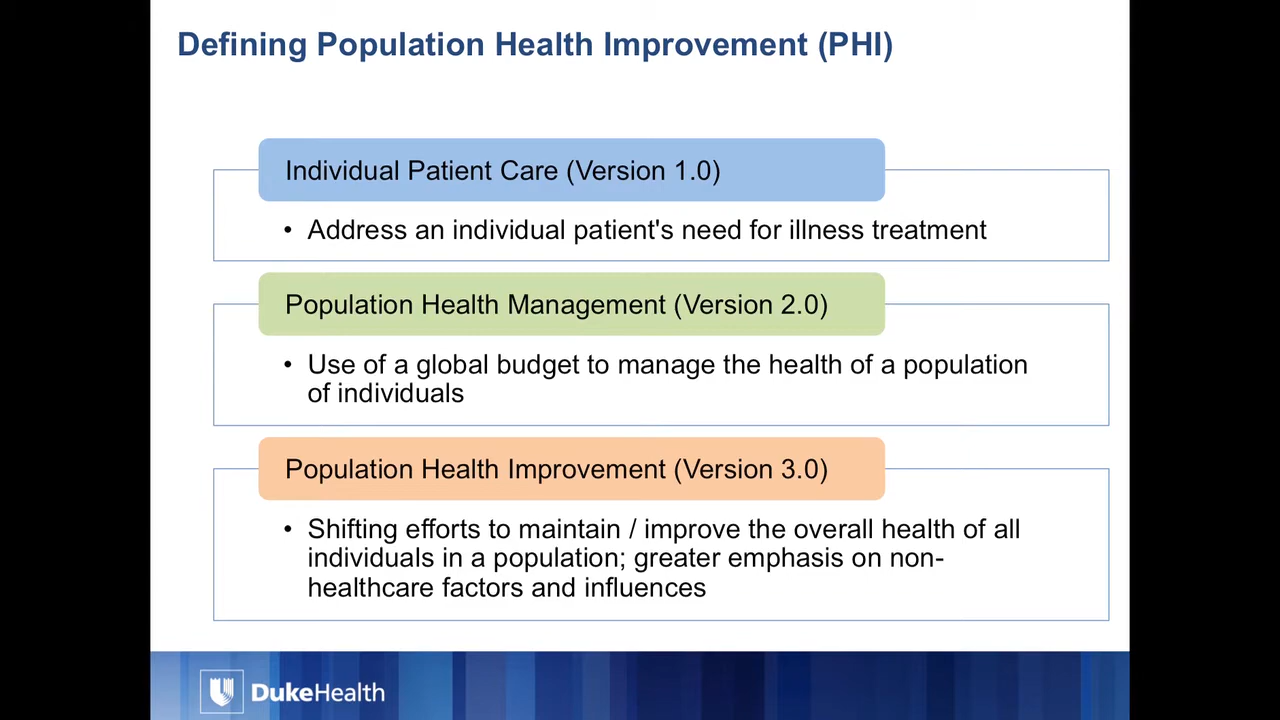 Defining Population Health Improvement (PHI)
Individual Patient Care (Version 1.0)
• Address an individual patient's need for illness treatment
Population Health Management (Version 2.0)
• Use of a global budget to manage the health of a population
of individuals
Population Health Improvement (Version 3.0)
• Shifting efforts to maintain / improve the overall health of all
individuals in a population; greater emphasis on non-
healthcare factors and influences
DukeHealth